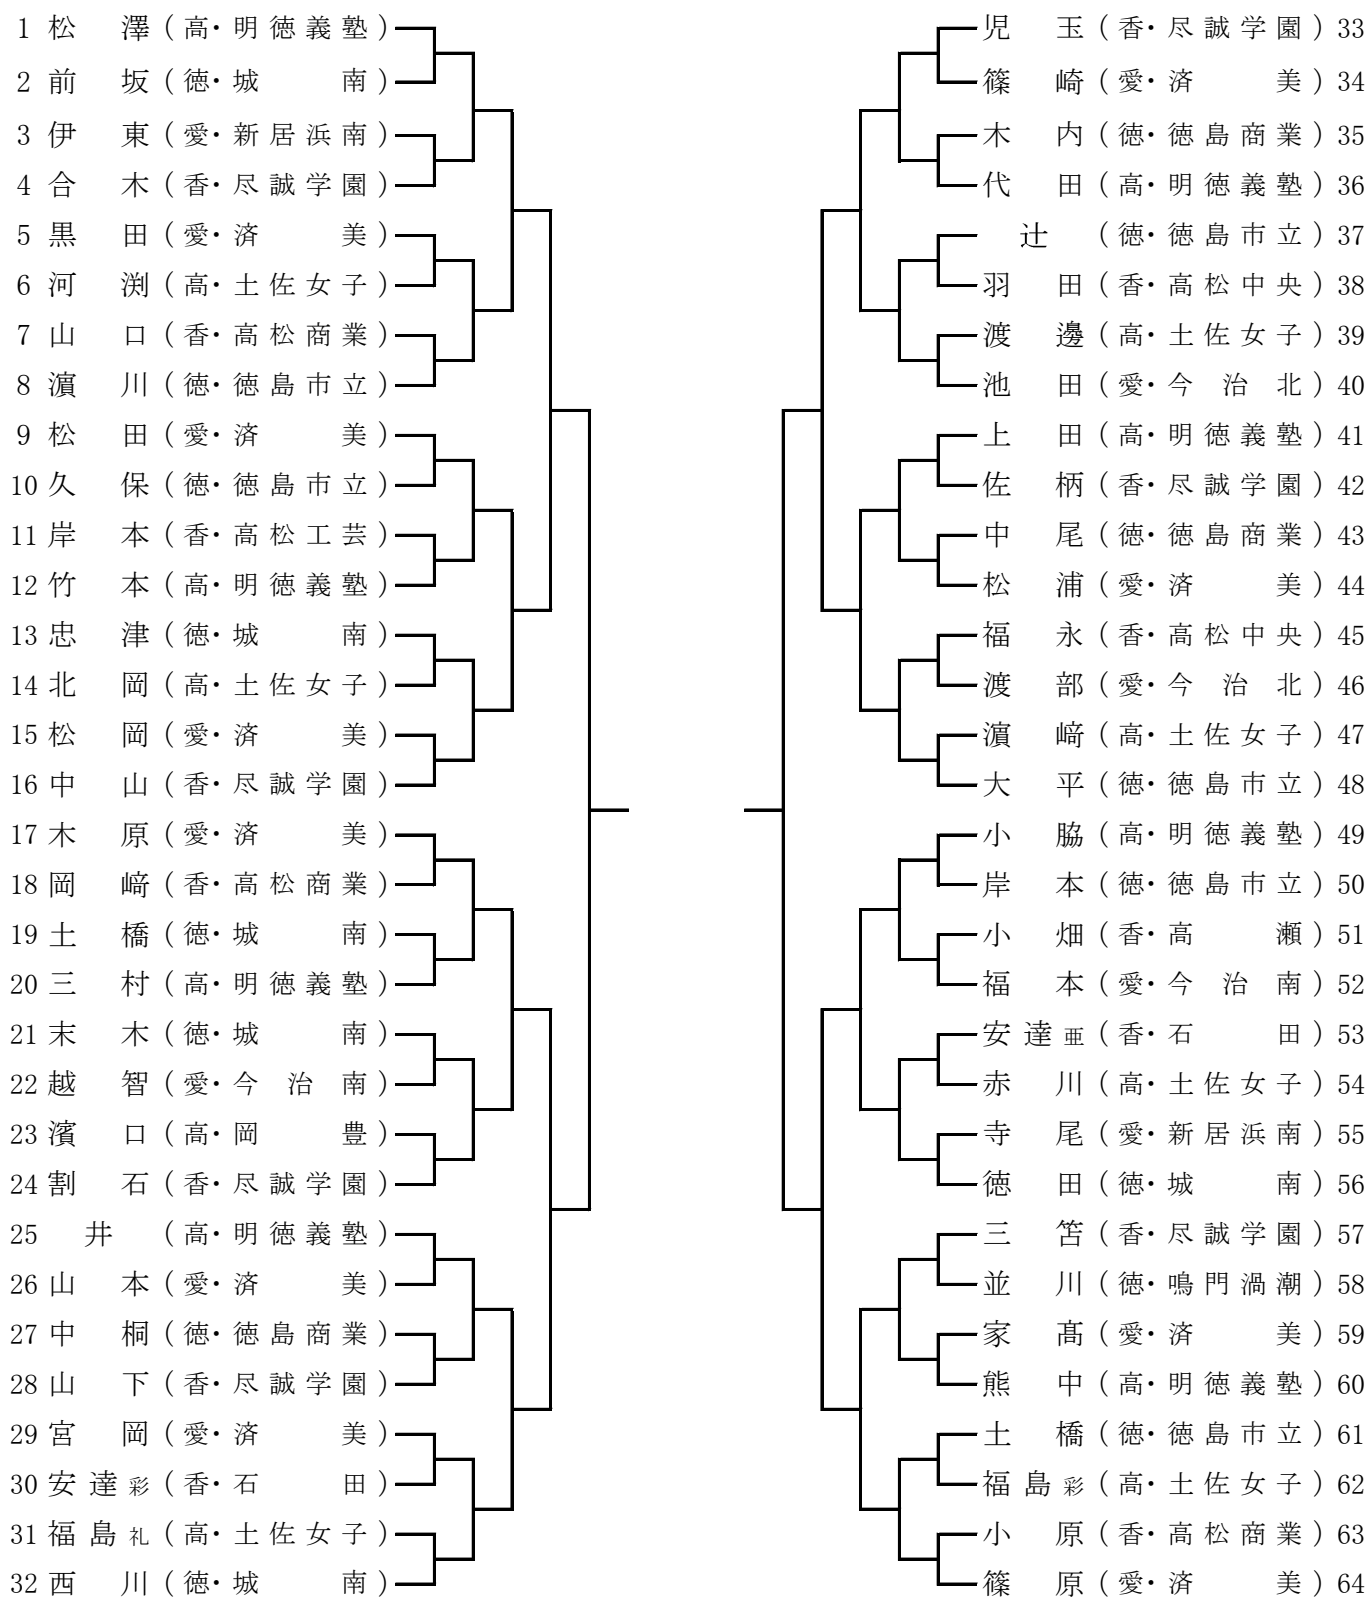 1 松 澤 (高・明徳義塾)
2 前 坂 (徳・城 南)
3 伊 東 (愛・新居浜南)
4 合 木 (香・尽誠学園)
5 黒 田 (愛・済 美)
6 河 渕 (高・土佐女子)
7 山 口 (香・高松商業)
8 濵 川 (徳・徳島市立)
9 松 田 (愛・済 美)
10 久 保 (徳・徳島市立)
11 岸 本 (香・高松工芸)
12 竹 本 (高・明徳義塾)
13 忠 津 (徳・城 南)
14 北 岡 (高・土佐女子)
15 松 岡 (愛・済 美)
16 中 山 (香・尽誠学園)
17 木 原 (愛・済 美)
18 岡 﨑 (香・高松商業)
19 土 橋 (徳・城 南)
20 三 村 (高・明徳義塾)
21 末 木 (徳・城 南)
22 越 智 (愛・今 治 南)
23 濱 口 (高・岡 豊)
24 割 石 (香・尽誠学園)
25 井 (高・明徳義塾)
26 山 本 (愛・済 美)
27 中 桐 (徳・徳島商業)
28 山 下 (香・尽誠学園)
29 宮 岡 (愛・済 美)
30 安 達 彩 (香・石 田)
31 福 島 礼 (高・土佐女子)
32 西 川 (徳・城 南)
児 玉 (香・尽誠学園) 33
篠 崎 (愛・済 美) 34
木 内 (徳・徳島商業) 35
代 田 (高・明徳義塾) 36
辻 (徳・徳島市立) 37
羽 田 (香・高松中央) 38
渡 邊 (高・土佐女子) 39
池 田 (愛・今 治 北) 40
上 田 (高・明徳義塾) 41
佐 柄 (香・尽誠学園) 42
中 尾 (徳・徳島商業) 43
松 浦 (愛・済 美) 44
福 永 (香・高松中央) 45
渡 部 (愛・今 治 北) 46
濵 﨑 (高・土佐女子) 47
大 平 (徳・徳島市立) 48
小 脇 (高・明徳義塾) 49
岸 本 (徳・徳島市立) 50
小 畑 (香・高 瀬) 51
福 本 (愛・今 治 南) 52
安 達 亜 (香・石 田) 53
赤 川 (高・土佐女子) 54
寺 尾 (愛・新居浜南) 55
徳 田 (徳・城 南) 56
三 笘 (香・尽誠学園) 57
並 川 (徳・鳴門渦潮) 58
家 髙 (愛・済 美) 59
熊 中 (高・明徳義塾) 60
土 橋 (徳・徳島市立) 61
福 島 彩 (高・土佐女子) 62
小 原 (香・高松商業) 63
篠 原 (愛・済 美) 64